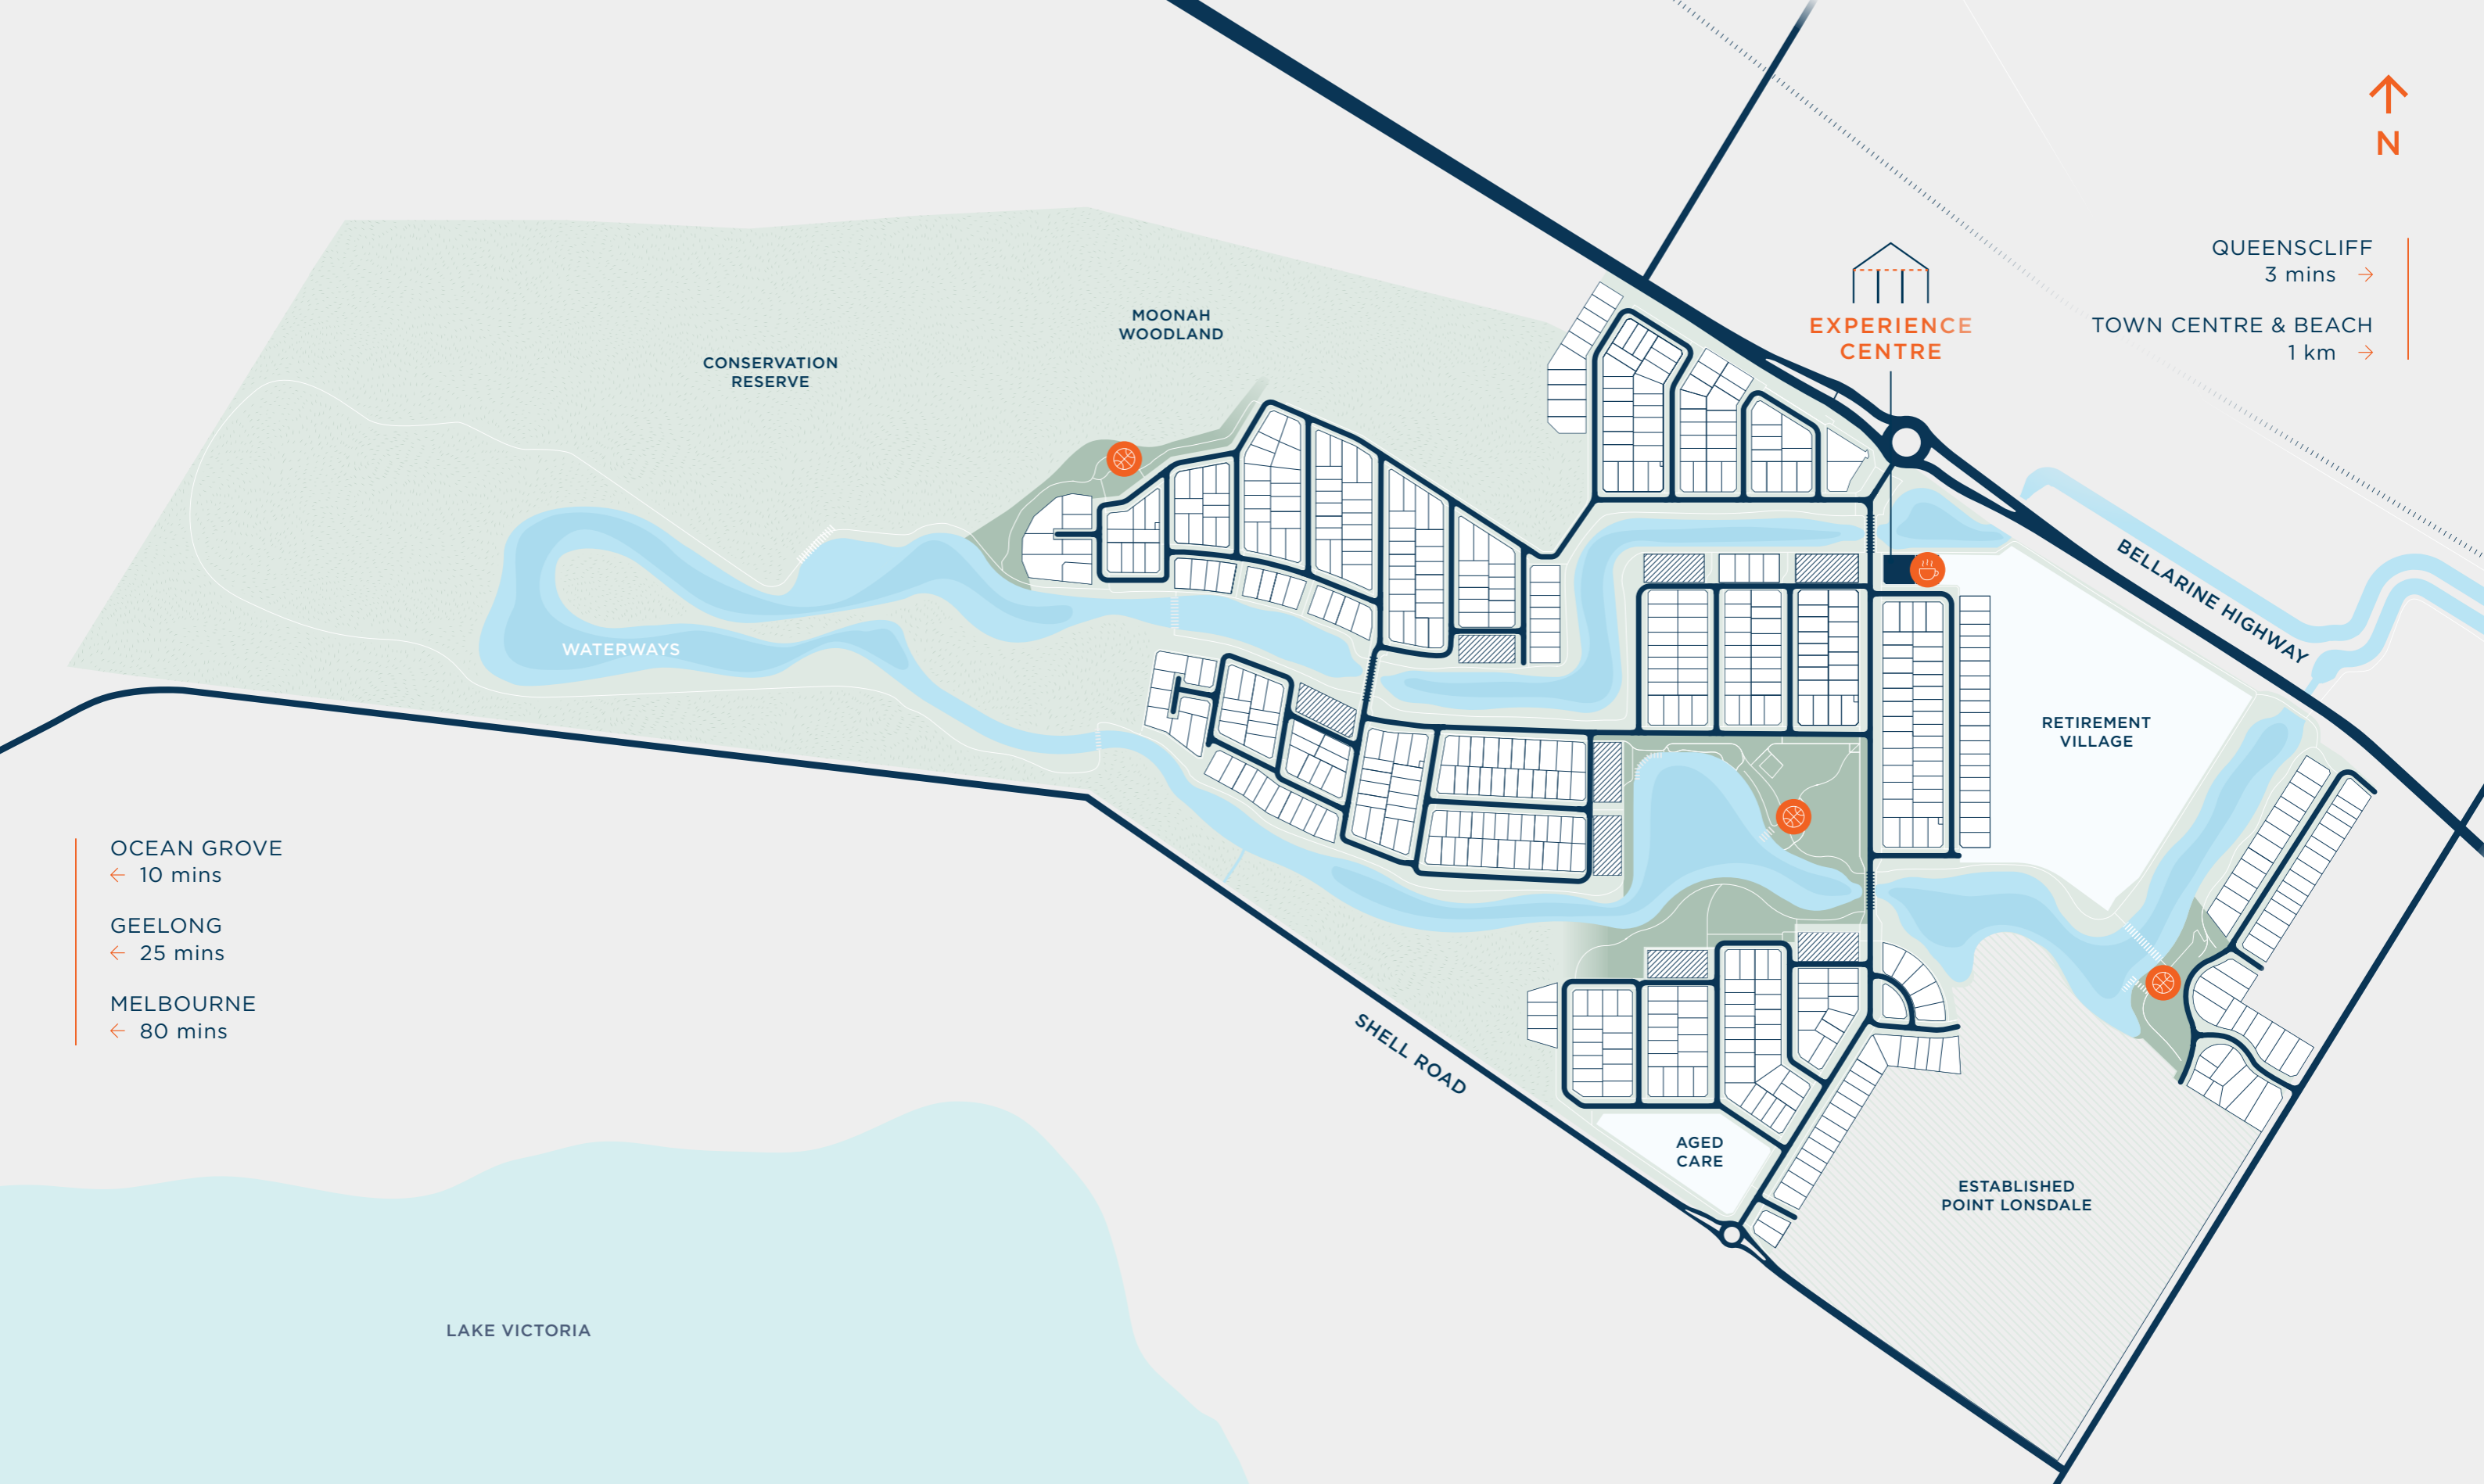 N
QUEENSCLIFF
3 mins →
TOWN CENTRE & BEACH
1 km →
EXPERIENCE
CENTRE
MOONAH
WOODLAND
CONSERVATION
RESERVE
BELLARINE HIGHWAY
WATERWAYS
RETIREMENT
VILLAGE
OCEAN GROVE
← 10 mins
GEELONG
← 25 mins
MELBOURNE
← 80 mins
SHELL ROAD
AGED
CARE
ESTABLISHED
POINT LONSDALE
LAKE VICTORIA